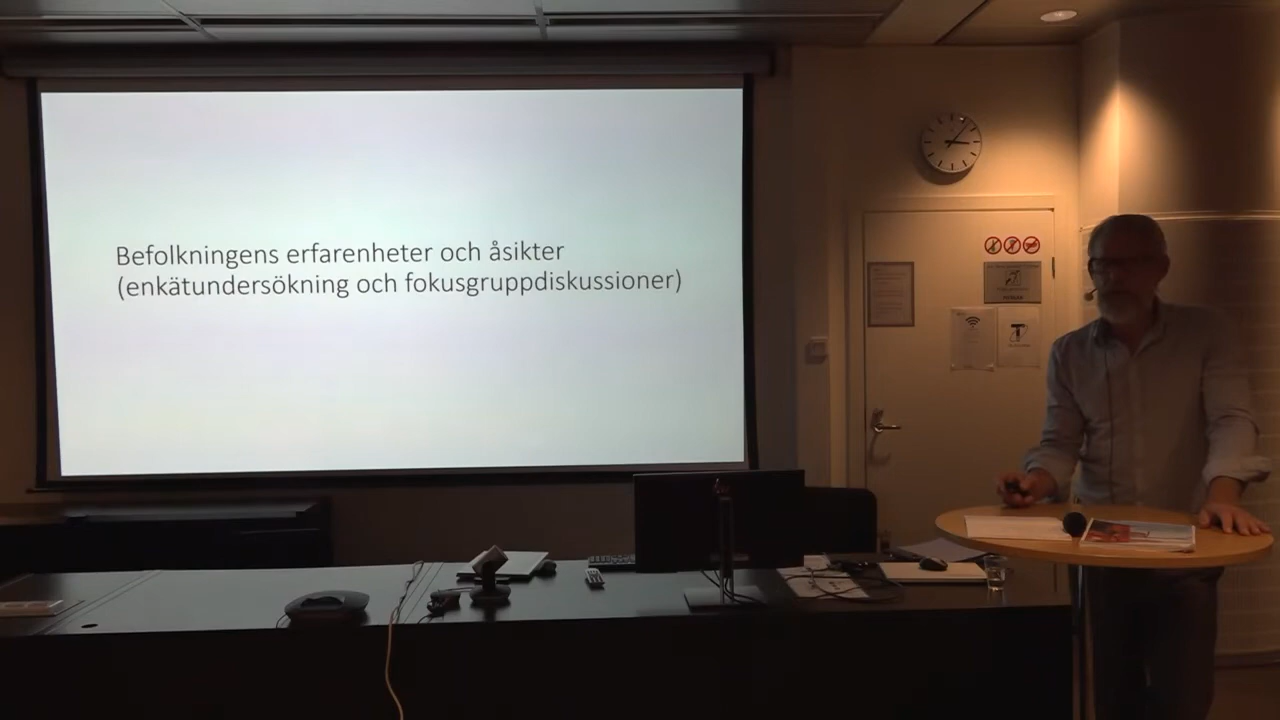 Befolkningens erfarenheter och åsikter
(enkätundersökning och fokusgruppdiskussioner)